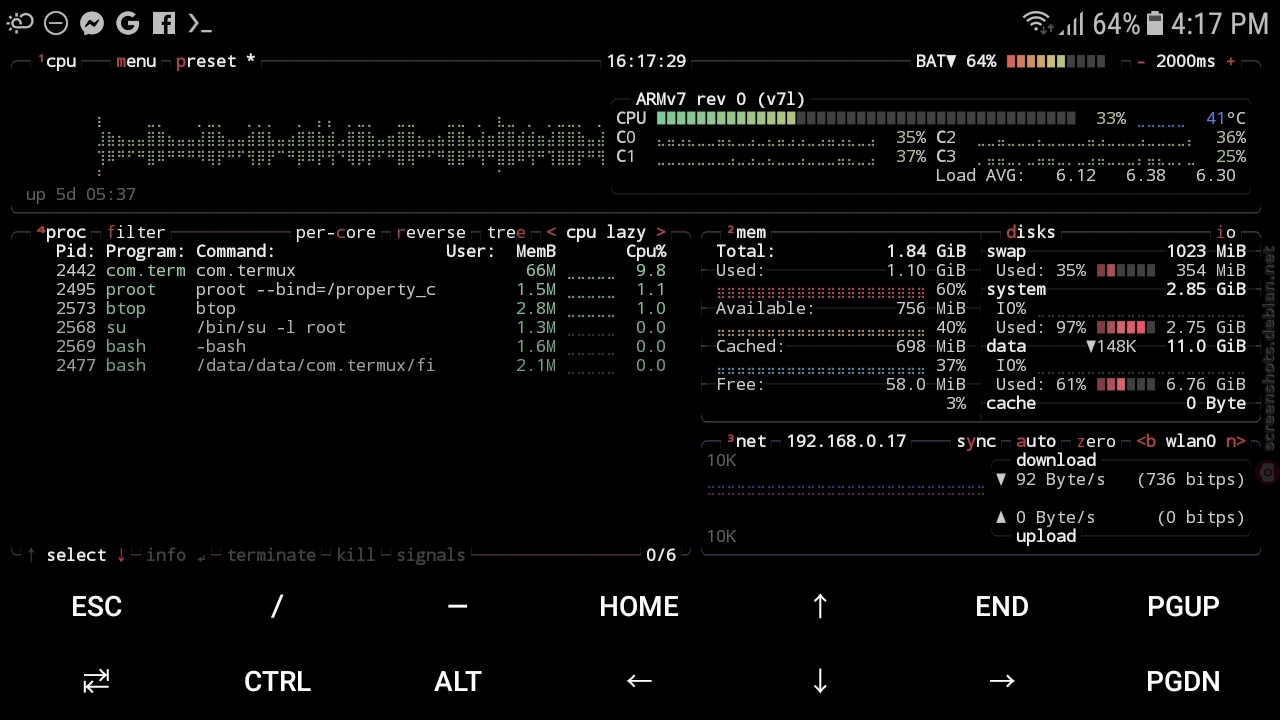 64% 4:17 PM
¹cpu menu preset * 16:17:29 BAT▼ 64% - 2000ms +
ARMv7 rev 0 (v7l)
CPU 33% 41°C
C0 35% C2 36%
C1 37% C3 25%
Load AVG: 6.12 6.38 6.30
up 5d 05:37
⁴proc filter per-core reverse tree < cpu lazy >
Pid: Program: Command: User: MemB Cpu%
2442 com.term com.termux 66M 9.8
2495 proot proot --bind=/property_c 1.5M 1.1
2573 btop btop 2.8M 1.0
2568 su /bin/su -l root 1.3M 0.0
2569 bash -bash 1.6M 0.0
2477 bash /data/data/com.termux/fi 2.1M 0.0
↑ select ↓ info ↲ terminate kill signals 0/6
²mem disks io
Total: 1.84 GiB
Used: 1.10 GiB
60%
Available: 756 MiB
40%
Cached: 698 MiB
37%
Free: 58.0 MiB
3%
swap 1023 MiB
Used: 35% 354 MiB
system 2.85 GiB
IO%
Used: 97% 2.75 GiB
data ▼148K 11.0 GiB
IO%
Used: 61% 6.76 GiB
cache 0 Byte
³net 192.168.0.17 sync auto zero <b wlan0 n>
10K
download
▼ 92 Byte/s (736 bitps)
▲ 0 Byte/s (0 bitps)
10K
upload
screenshots.debian.net
ESC / — HOME ↑ END PGUP
CTRL ALT ← ↓ → PGDN